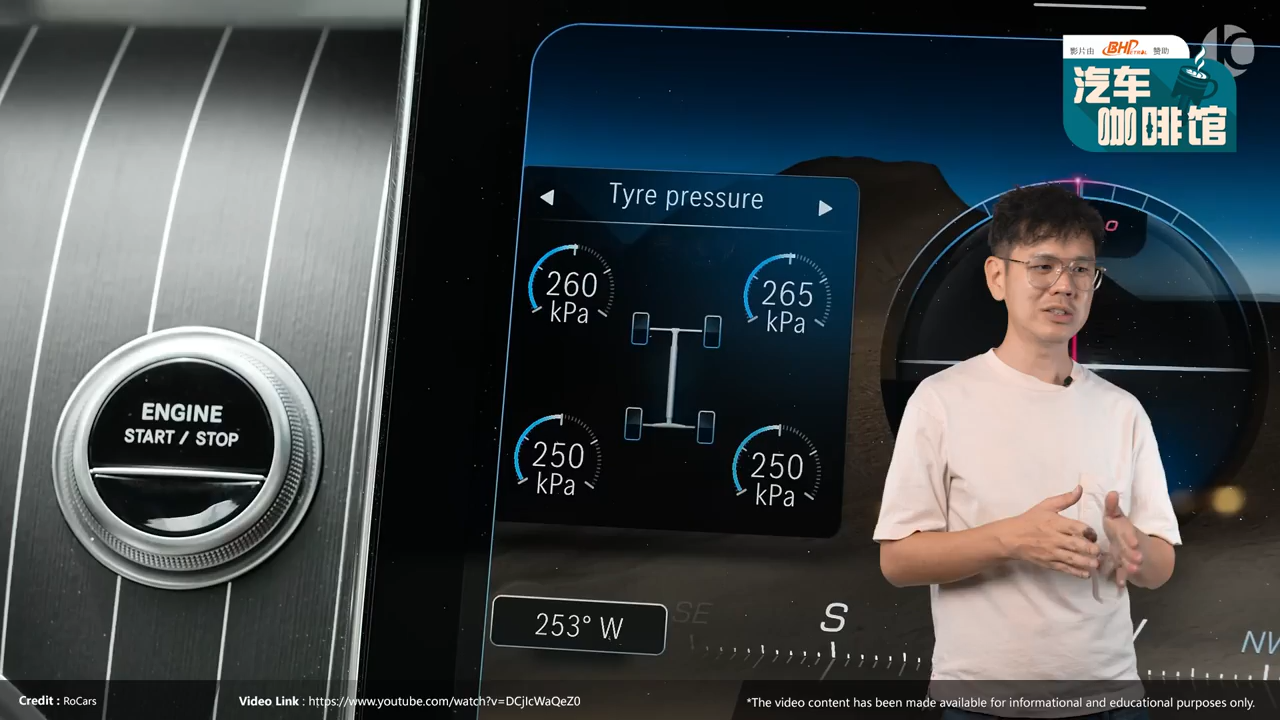 影片由 BHPetrol 赞助
汽车
咖啡馆
Tyre pressure
260
kPa
265
kPa
250
kPa
250
kPa
ENGINE
START / STOP
253° W
SE
S
NW
Credit : RoCars
Video Link : https://www.youtube.com/watch?v=DCjIcWaQeZ0
*The video content has been made available for informational and educational purposes only.